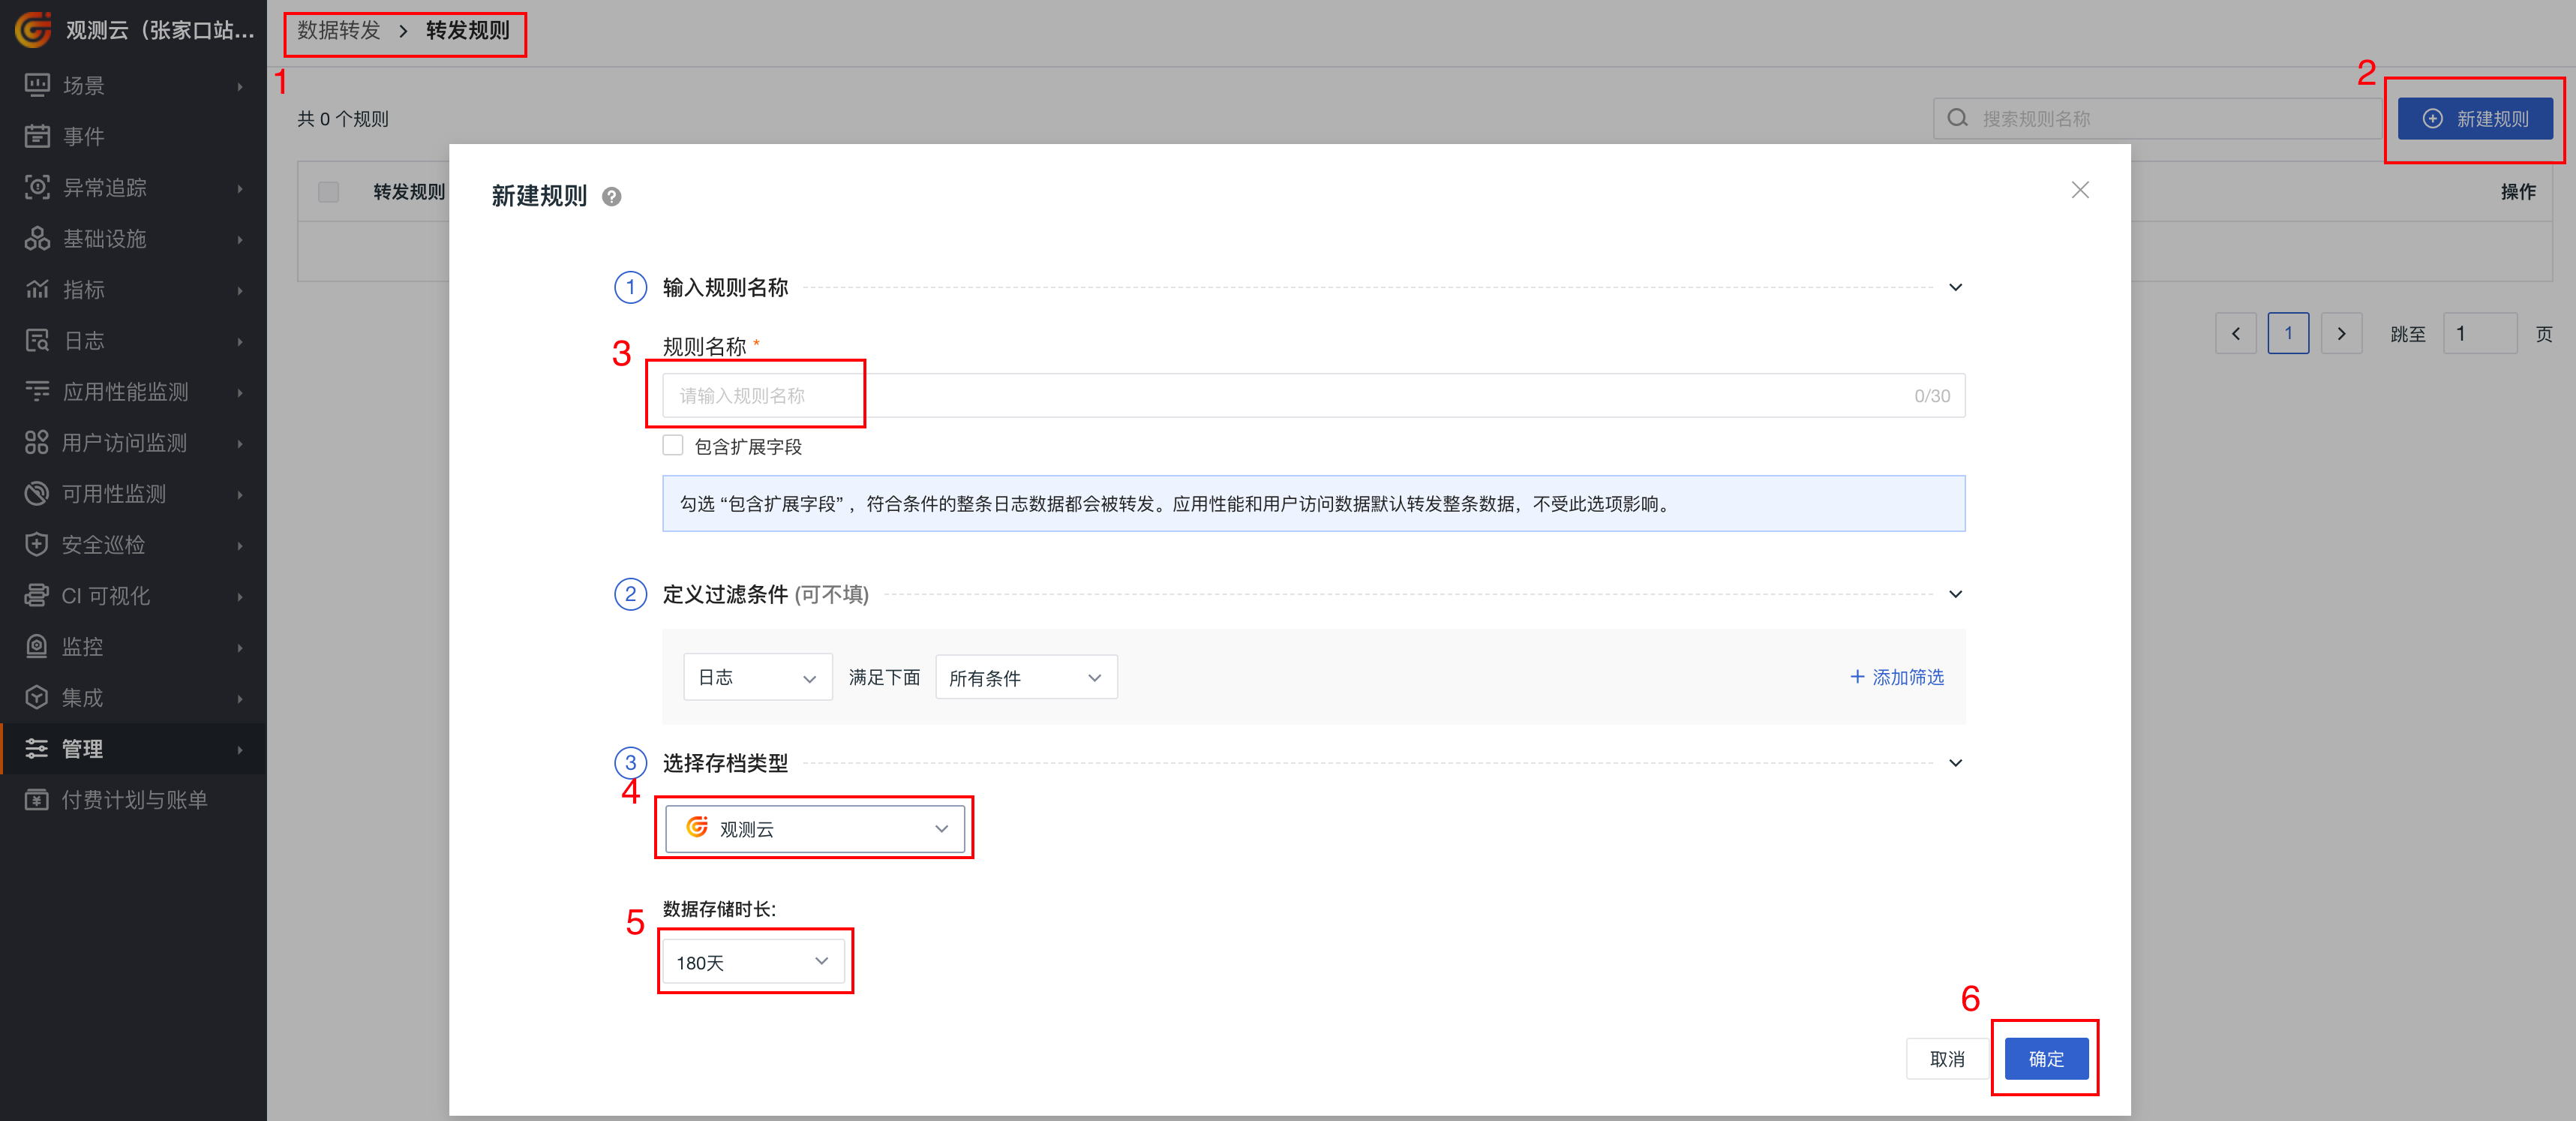 观测云（张家口站...
场景
事件
异常追踪
基础设施
指标
日志
应用性能监测
用户访问监测
可用性监测
安全巡检
CI 可视化
监控
集成
管理
付费计划与账单
数据转发 > 转发规则
1
2
共 0 个规则
搜索规则名称
新建规则
转发规则
操作
1
跳至
1
页
新建规则
1 输入规则名称
3
规则名称 *
请输入规则名称
0/30
包含扩展字段
勾选 “包含扩展字段” ，符合条件的整条日志数据都会被转发。应用性能和用户访问数据默认转发整条数据，不受此选项影响。
2 定义过滤条件 (可不填)
日志
满足下面
所有条件
+ 添加筛选
3 选择存档类型
4
观测云
5
数据存储时长:
180天
6
取消
确定